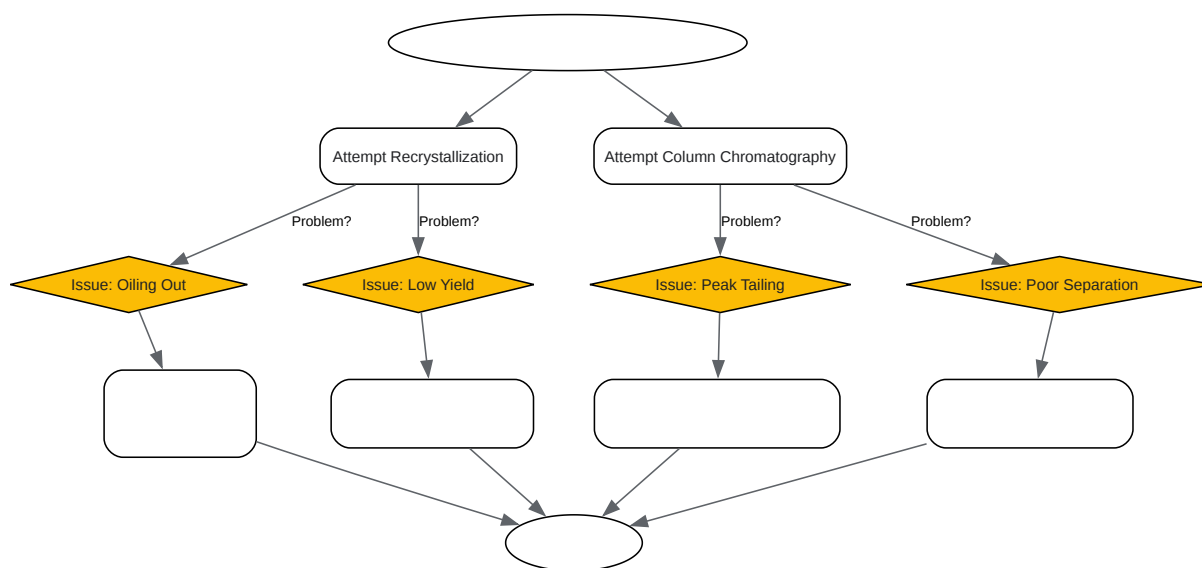 Attempt Recrystallization
Attempt Column Chromatography
Problem?
Problem?
Problem?
Problem?
Issue: Oiling Out
Issue: Low Yield
Issue: Peak Tailing
Issue: Poor Separation